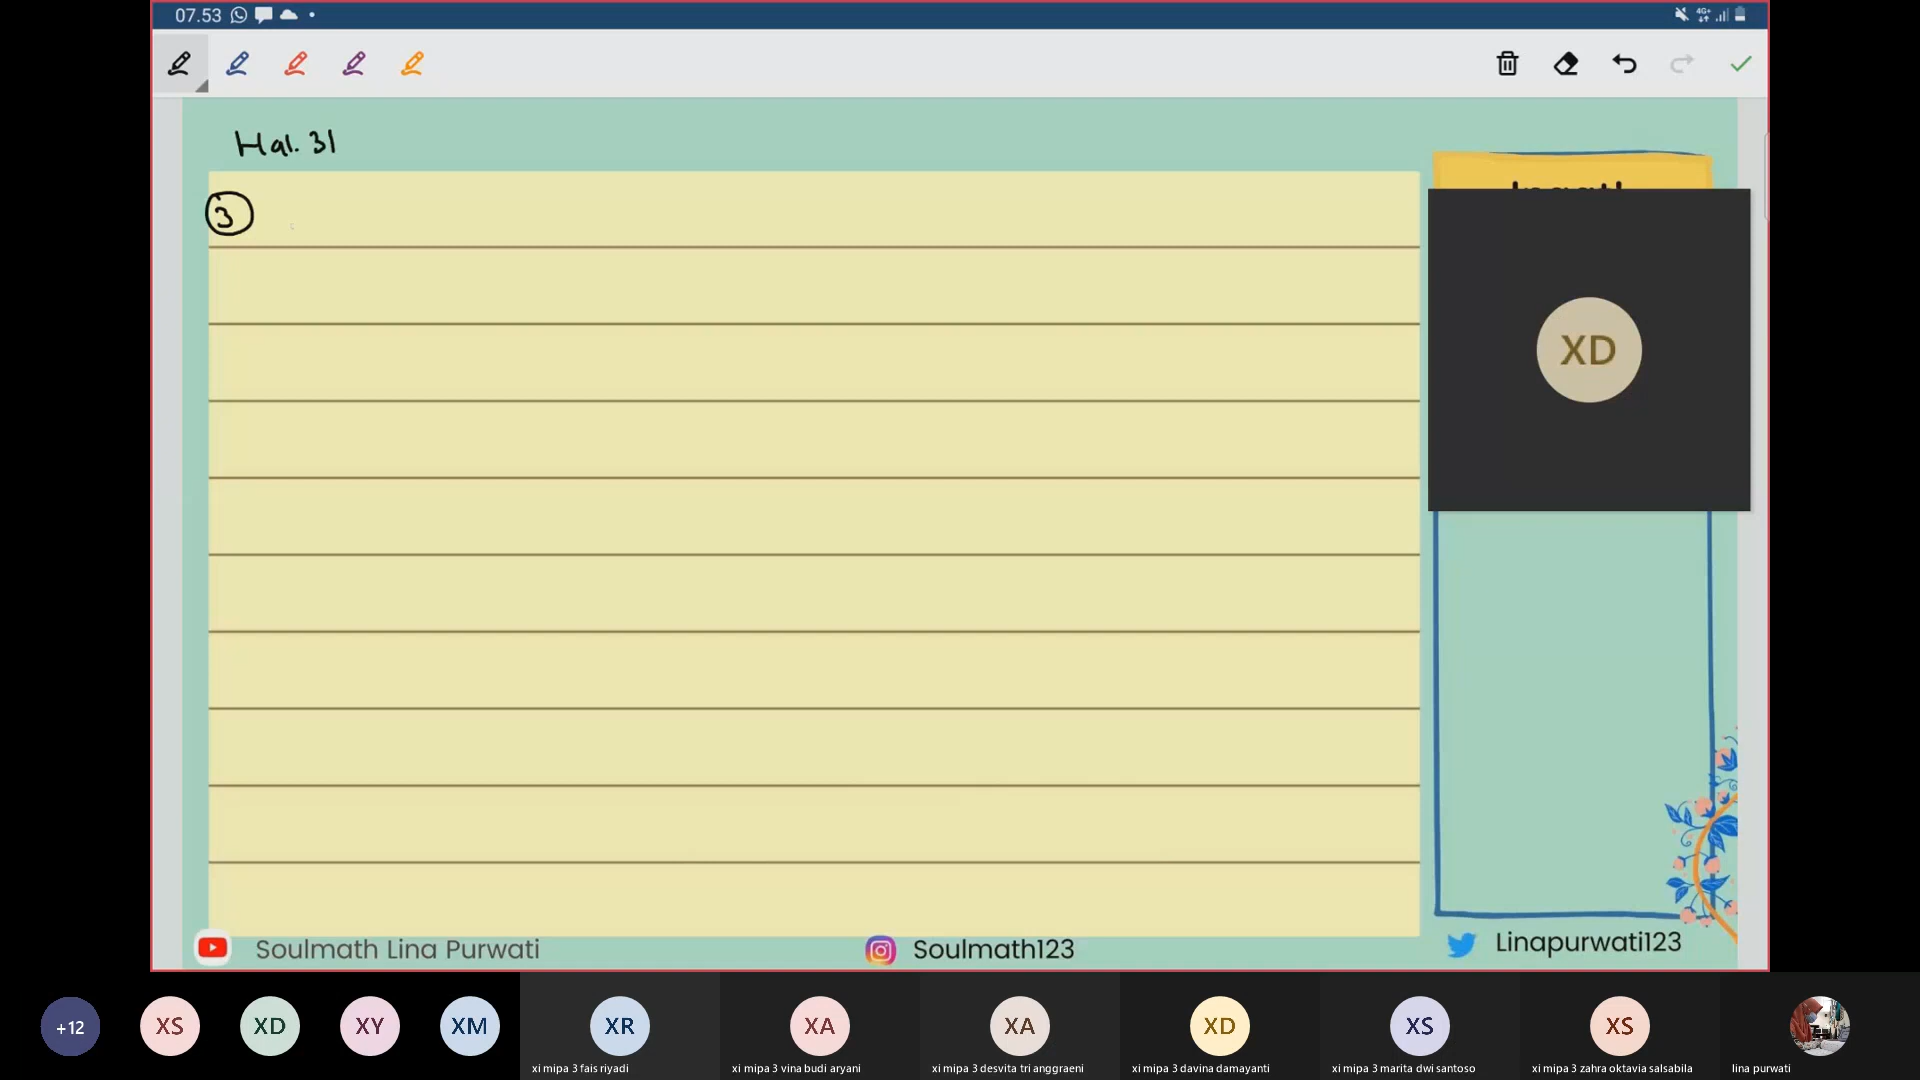 07.53
4G+
Hal. 31
3
XD
Soulmath Lina Purwati
Soulmath123
Linapurwati123
+12
XS
XD
XY
XM
XR
XA
XA
XD
XS
XS
xi mipa 3 fais riyadi
xi mipa 3 vina budi aryani
xi mipa 3 desvita tri anggraeni
xi mipa 3 davina damayanti
xi mipa 3 marita dwi santoso
xi mipa 3 zahra oktavia salsabila
lina purwati